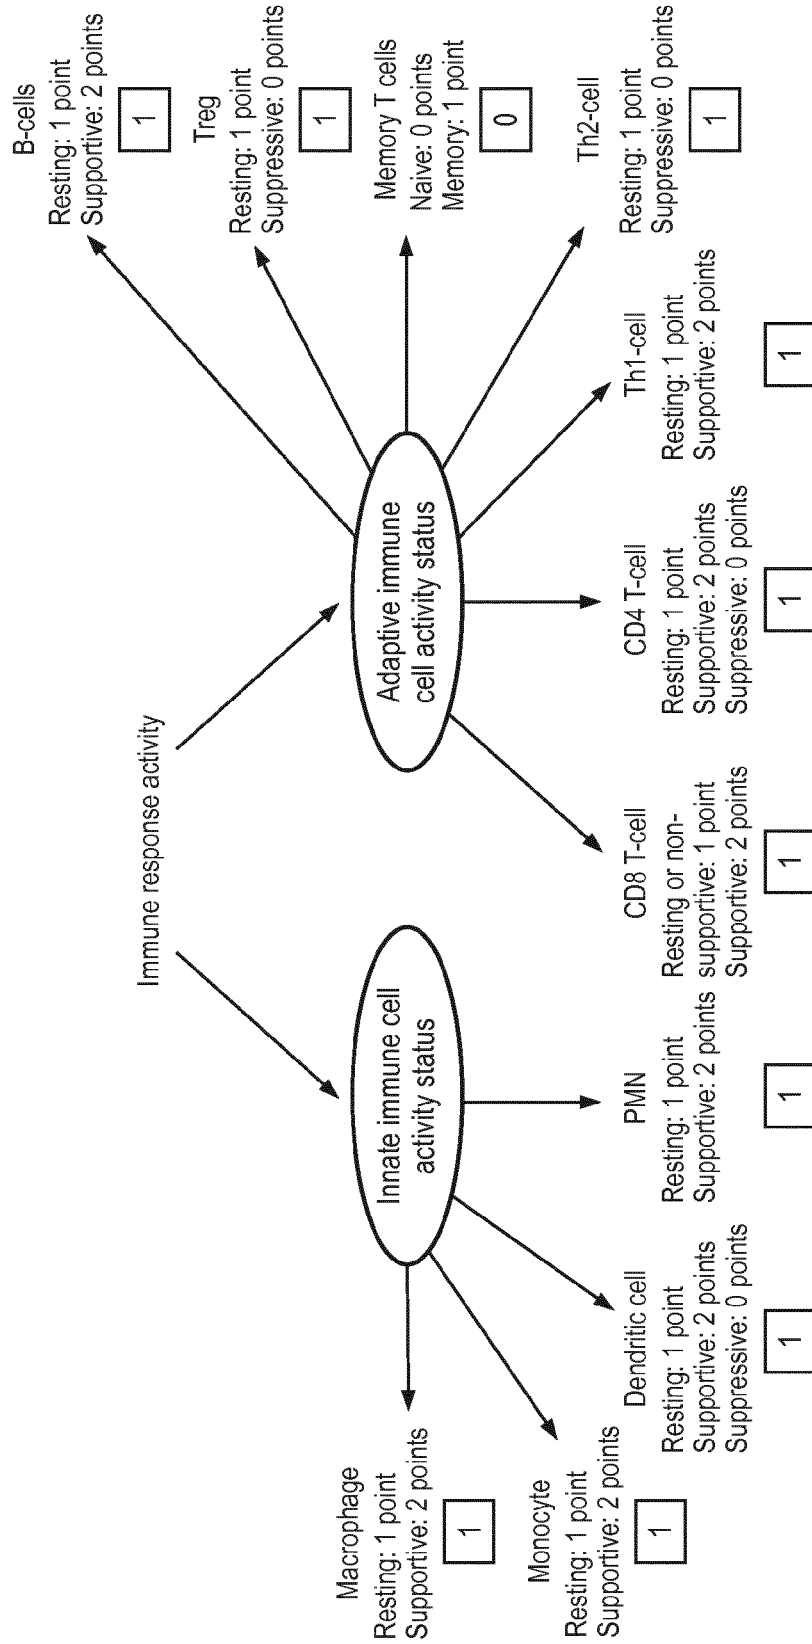 Immune response activity
Innate immune cell
activity status
Adaptive immune
cell activity status
Macrophage
Resting: 1 point
Supportive: 2 points
1
Monocyte
Resting: 1 point
Supportive: 2 points
1
Dendritic cell
Resting: 1 point
Supportive: 2 points
Suppressive: 0 points
1
PMN
Resting: 1 point
Supportive: 2 points
1
CD8 T-cell
Resting or non-
supportive: 1 point
Supportive: 2 points
1
CD4 T-cell
Resting: 1 point
Supportive: 2 points
Suppressive: 0 points
1
Th1-cell
Resting: 1 point
Supportive: 2 points
1
Th2-cell
Resting: 1 point
Suppressive: 0 points
1
Memory T cells
Naive: 0 points
Memory: 1 point
0
Treg
Resting: 1 point
Suppressive: 0 points
1
B-cells
Resting: 1 point
Supportive: 2 points
1